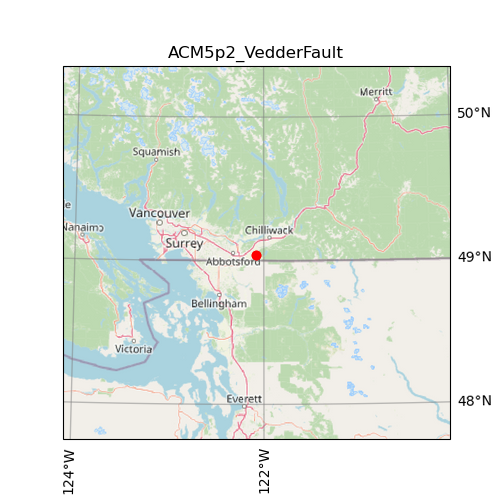 ACM5p2_VedderFault
Merritt
50°N
Squamish
Vancouver
Nanaimo
Surrey
Chilliwack
Abbotsford
49°N
Bellingham
Victoria
Everett
48°N
124°W
122°W